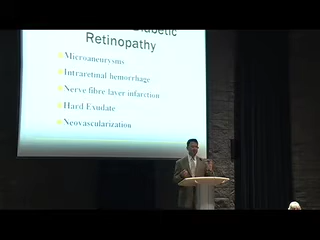 Diabetic
Retinopathy
Microaneurysms
Intraretinal hemorrhage
Nerve fibre layer infarction
Hard Exudate
Neovascularization